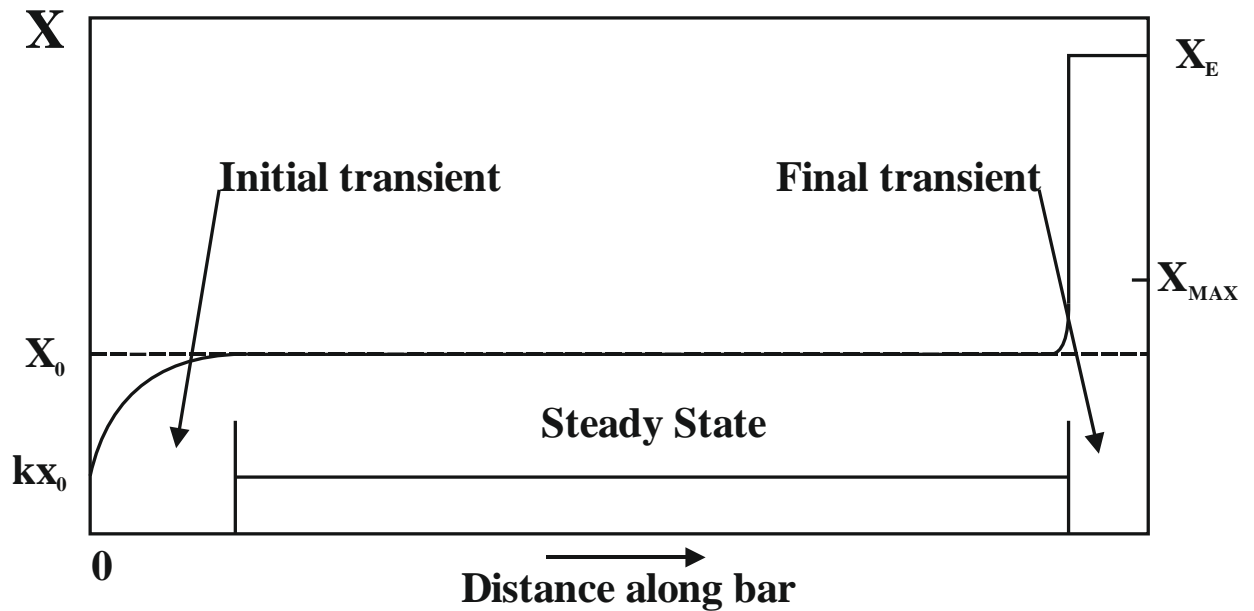 X
X_E
Initial transient
Final transient
X_MAX
X_0
Steady State
kx_0
0
Distance along bar